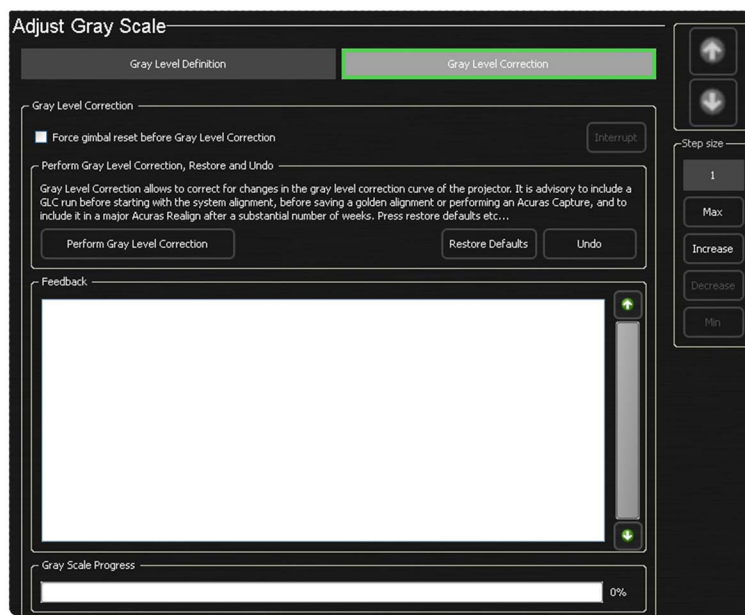 Adjust Gray Scale
Gray Level Definition
Gray Level Correction
Gray Level Correction
Force gimbal reset before Gray Level Correction
Interrupt
Perform Gray Level Correction, Restore and Undo
Gray Level Correction allows to correct for changes in the gray level correction curve of the projector. It is advisory to include a
GLC run before starting with the system alignment, before saving a golden alignment or performing an Acuras Capture, and to
include it in a major Acuras Realign after a substantial number of weeks. Press restore defaults etc...
Perform Gray Level Correction
Restore Defaults
Undo
Feedback
Gray Scale Progress
0%
Step size
1
Max
Increase
Decrease
Min